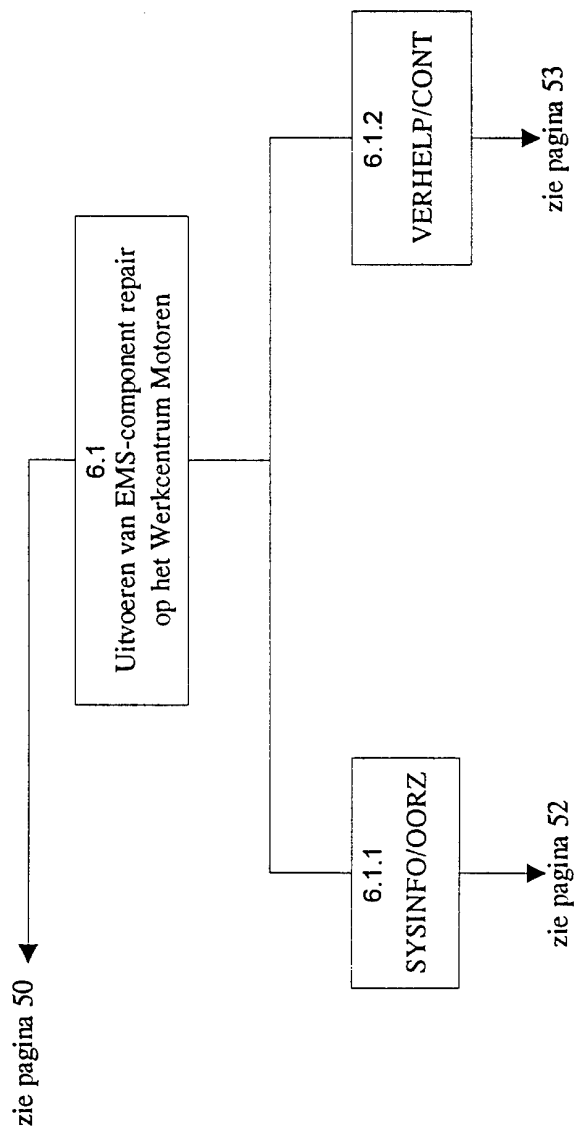 zie pagina 50
6.1
Uitvoeren van EMS-component repair
op het Werkcentrum Motoren
6.1.1
SYSINFO/OORZ
zie pagina 52
6.1.2
VERHELP/CONT
zie pagina 53